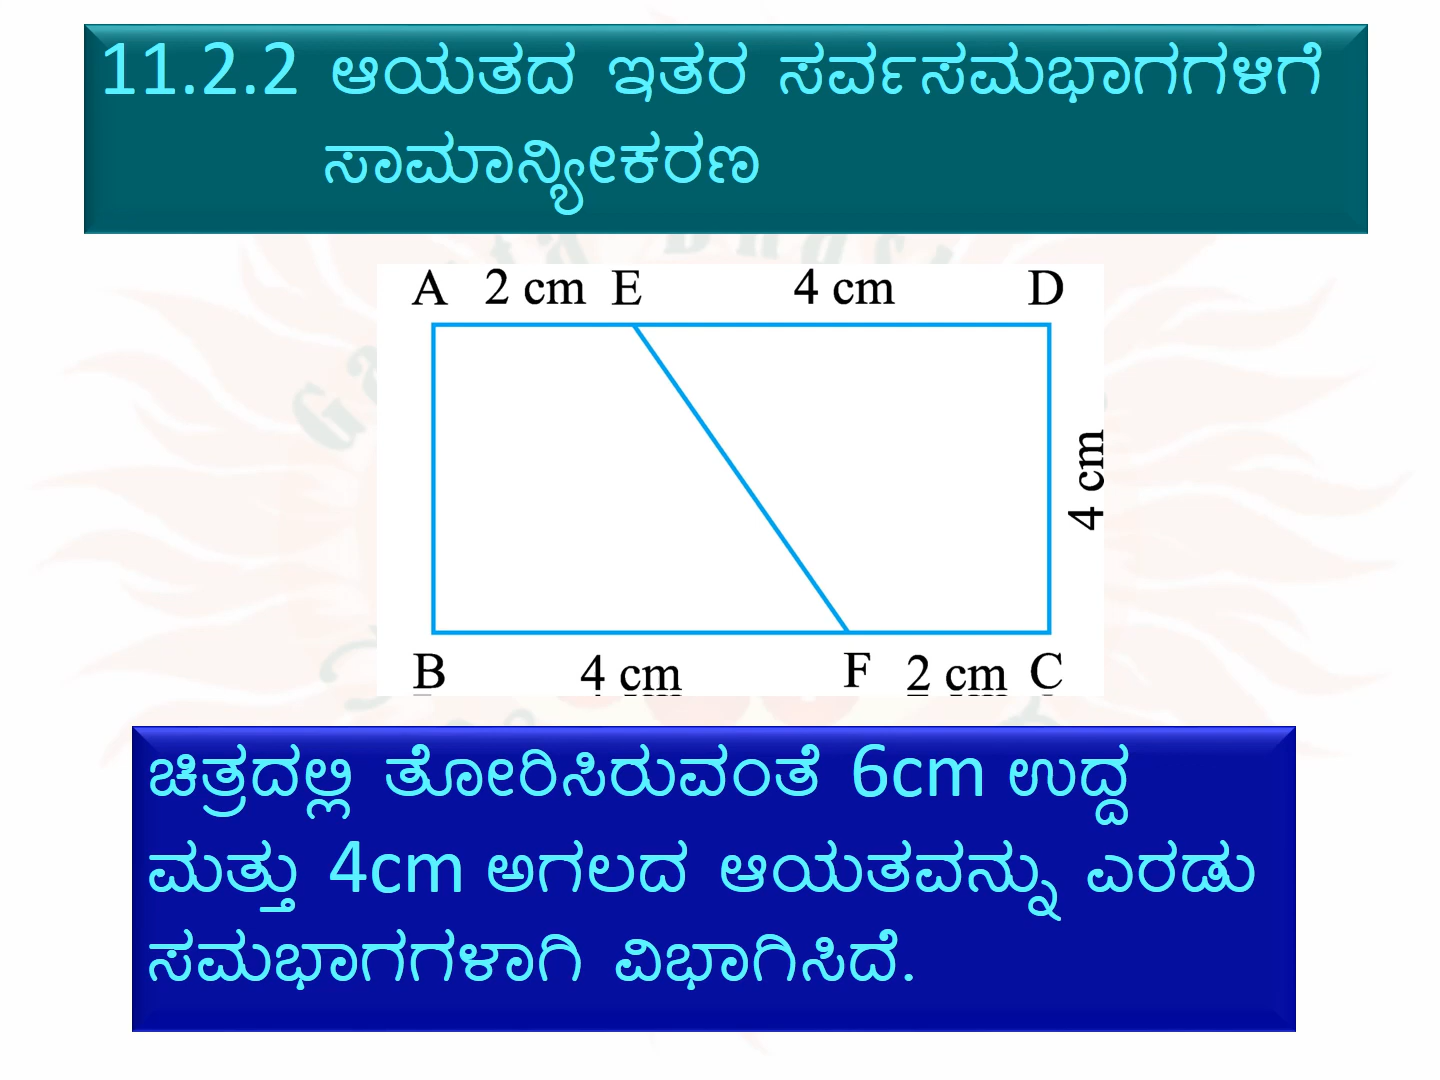 11.2.2 ಆಯತದ ಇತರ ಸರ್ವಸಮಭಾಗಗಳಿಗೆ
ಸಾಮಾನ್ಯೀಕರಣ
A 2 cm E 4 cm D
4 cm
B 4 cm F 2 cm C
ಚಿತ್ರದಲ್ಲಿ ತೋರಿಸಿರುವಂತೆ 6cm ಉದ್ದ
ಮತ್ತು 4cm ಅಗಲದ ಆಯತವನ್ನು ಎರಡು
ಸಮಭಾಗಗಳಾಗಿ ವಿಭಾಗಿಸಿದೆ.